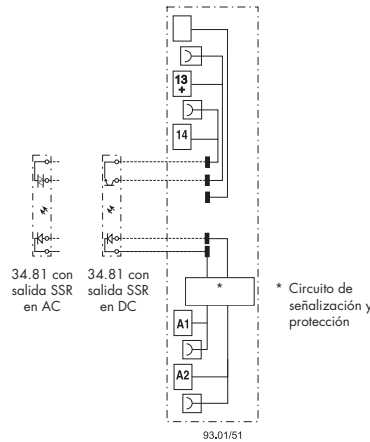 13
+
14
34.81 con
salida SSR
en AC
34.81 con
salida SSR
en DC
*
* Circuito de
señalización y
protección
A1
A2
93.01/51